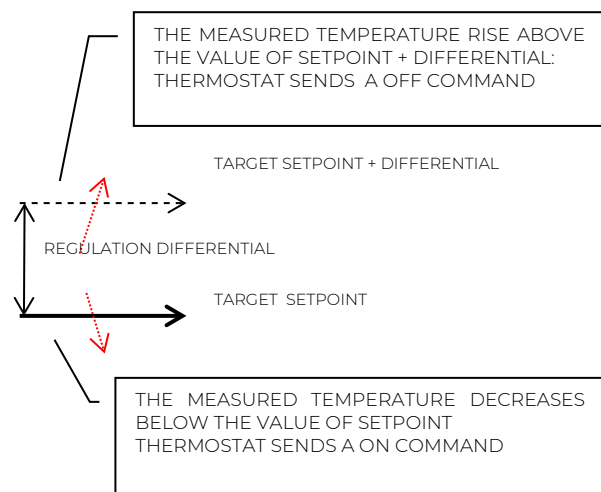 THE MEASURED TEMPERATURE RISE ABOVE
THE VALUE OF SETPOINT + DIFFERENTIAL:
THERMOSTAT SENDS A OFF COMMAND
TARGET SETPOINT + DIFFERENTIAL
REGULATION DIFFERENTIAL
TARGET SETPOINT
THE MEASURED TEMPERATURE DECREASES
BELOW THE VALUE OF SETPOINT
THERMOSTAT SENDS A ON COMMAND